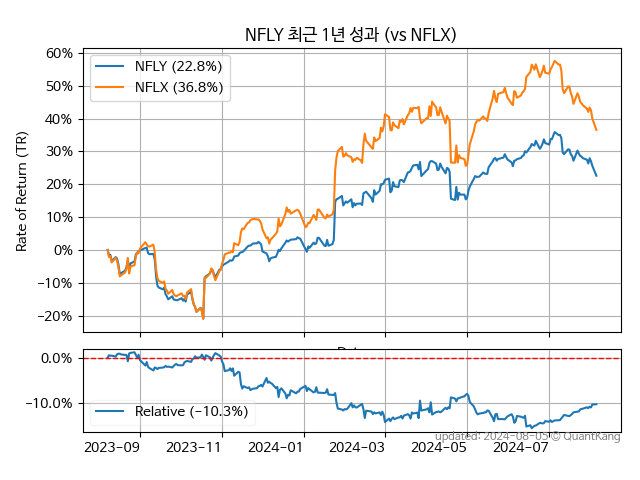 NFLY 최근 1년 성과 (vs NFLX)
Rate of Return (TR)
60%
50%
40%
30%
20%
10%
0%
−10%
−20%
NFLY (22.8%)
NFLX (36.8%)
0.0%
−10.0%
Relative (−10.3%)
updated: 2024-08-05 © QuantKang
2023-09
2023-11
2024-01
2024-03
2024-05
2024-07